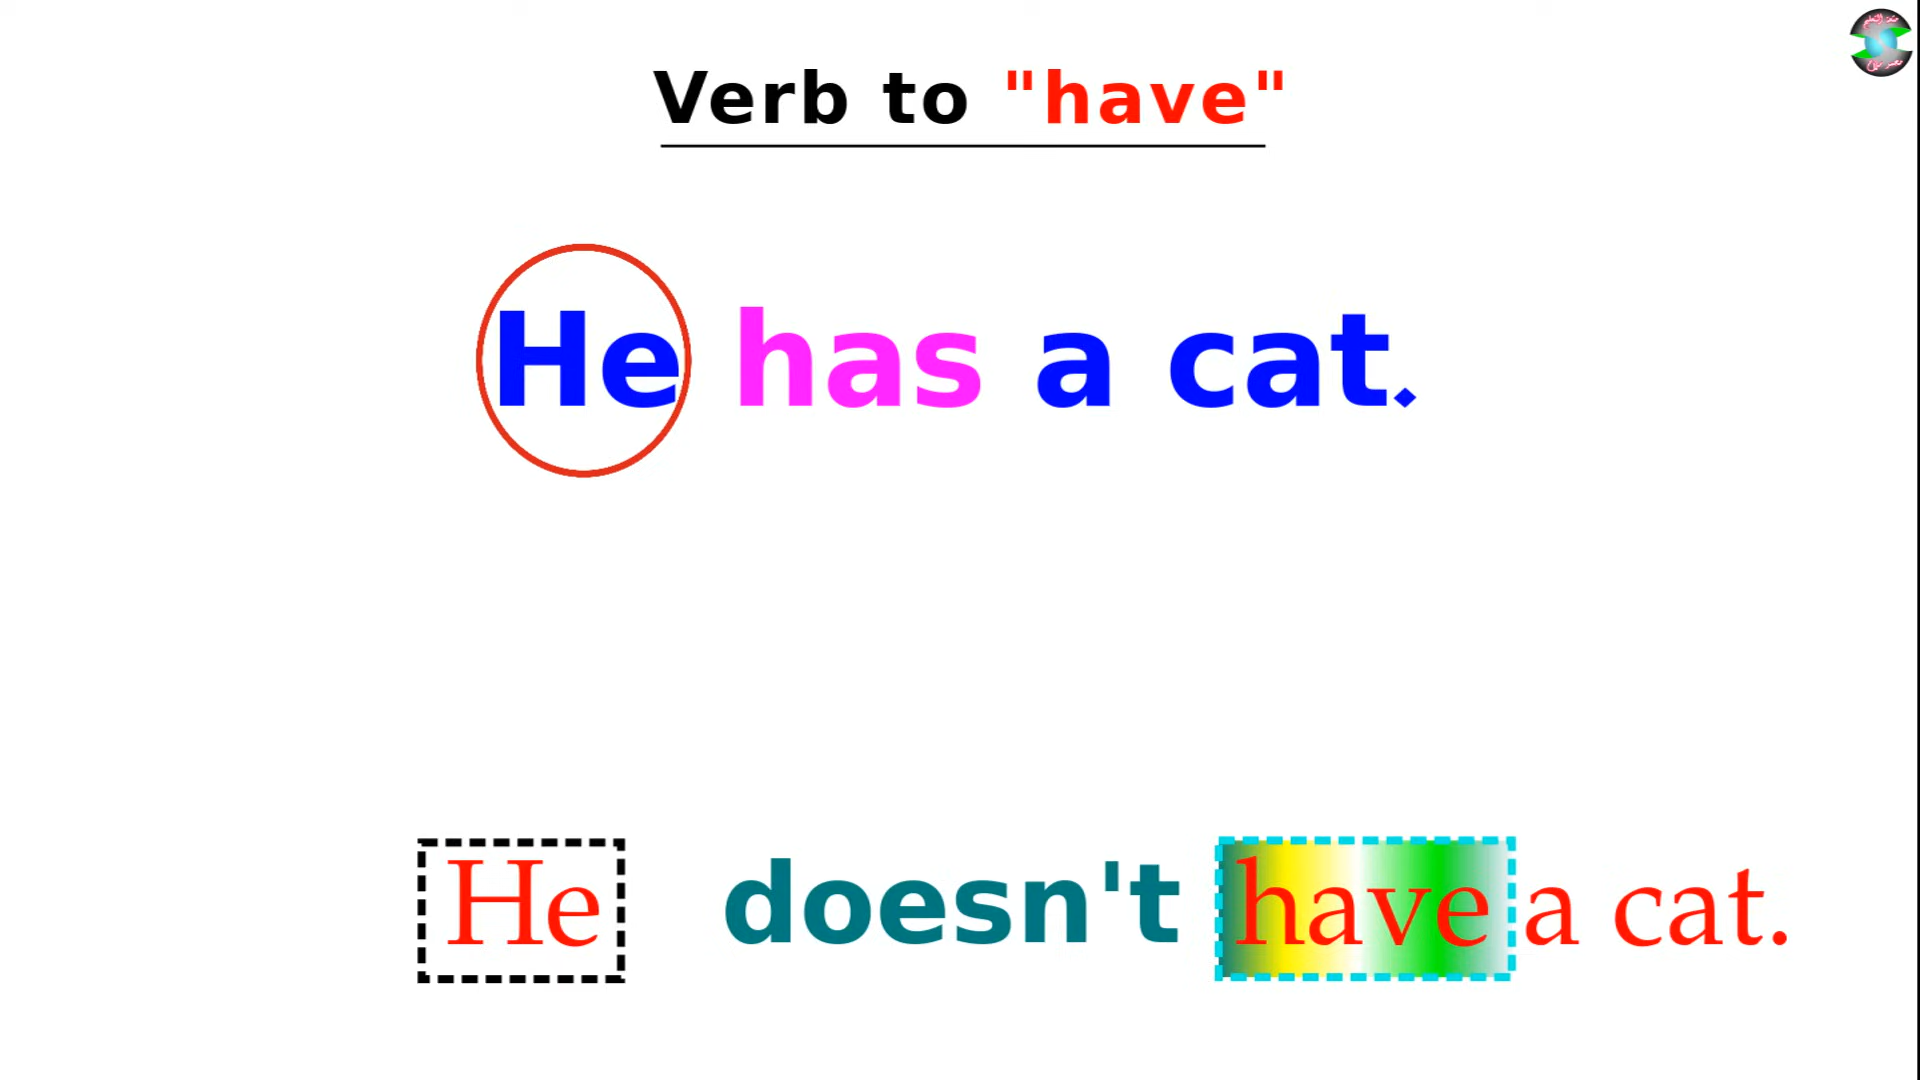 Verb to "have"
He has a cat.
He doesn't have a cat.